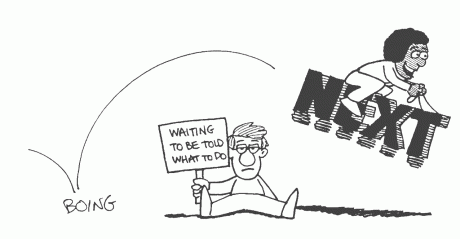 NEXT
WAITING
TO BE TOLD
WHAT TO DO
BOING